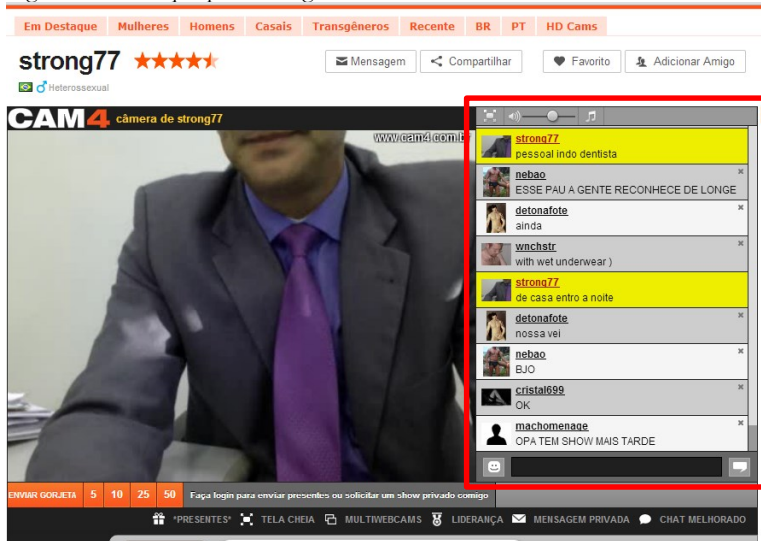 Em Destaque Mulheres Homens Casais Transgêneros Recente BR PT HD Cams
strong77
Mensagem Compartilhar Favorito Adicionar Amigo
Heterossexual
CAM4 câmera de strong77
www.cam4.com.br
strong77
pessoal indo dentista
nebao
ESSE PAU A GENTE RECONHECE DE LONGE
detonafote
ainda
wnchstr
with wet underwear )
strong77
de casa entro a noite
detonafote
nossa vei
nebao
BJO
cristal699
OK
machomenage
OPA TEM SHOW MAIS TARDE
ENVIAR GORJETA 5 10 25 50 Faça login para enviar presentes ou solicitar um show privado comigo
*PRESENTES* TELA CHEIA MULTIWEBCAMS LIDERANÇA MENSAGEM PRIVADA CHAT MELHORADO